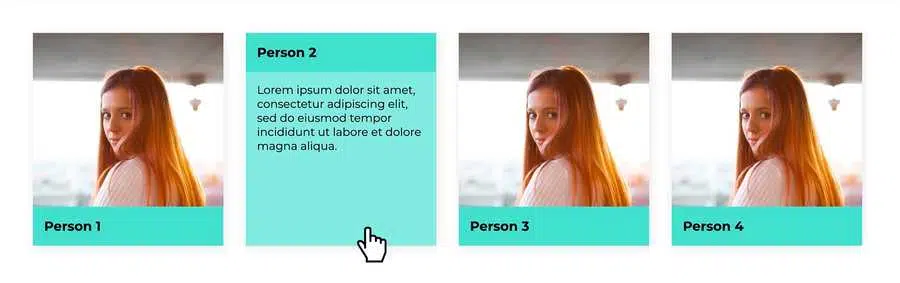 Person 1
Person 2
Lorem ipsum dolor sit amet,
consectetur adipiscing elit,
sed do eiusmod tempor
incididunt ut labore et dolore
magna aliqua.
Person 3
Person 4